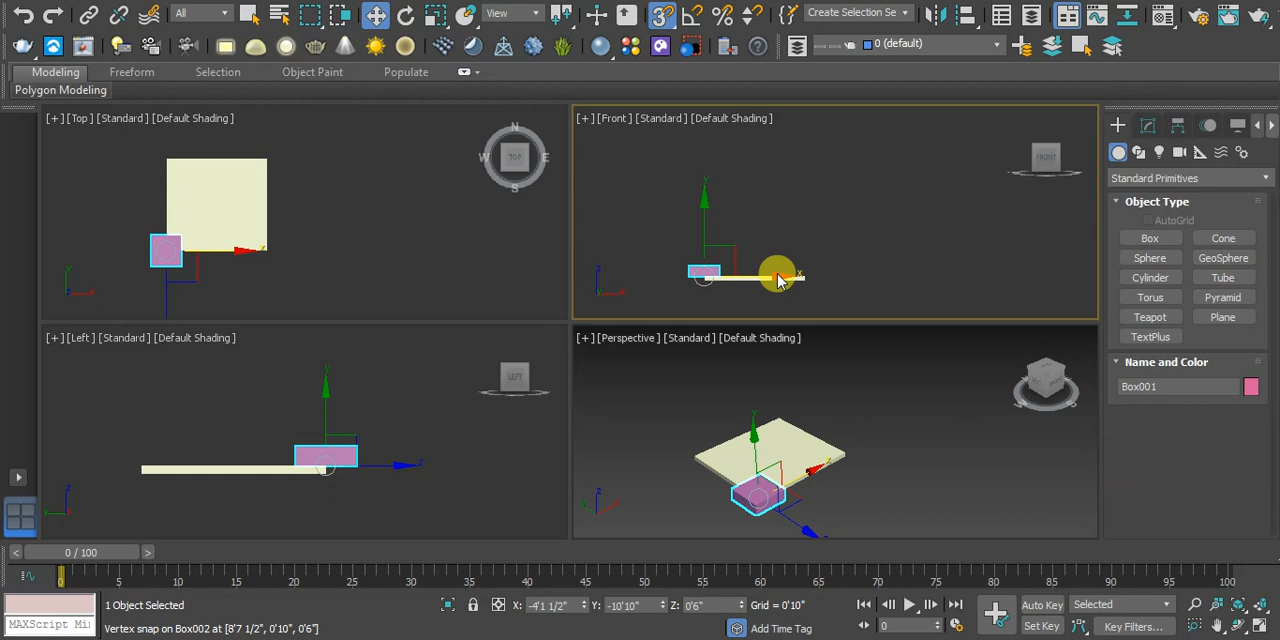 All
View
Create Selection Se
0 (default)
Modeling
Freeform
Selection
Object Paint
Populate
Polygon Modeling
[+] [Top] [Standard] [Default Shading]
[+] [Front] [Standard] [Default Shading]
N
W TOP E
S
FRONT
Standard Primitives
Object Type
AutoGrid
Box
Cone
Sphere
GeoSphere
Cylinder
Tube
Torus
Pyramid
Teapot
Plane
TextPlus
Name and Color
Box001
[+] [Left] [Standard] [Default Shading]
[+] [Perspective] [Standard] [Default Shading]
LEFT
0 / 100
0 5 10 15 20 25 30 35 40 45 50 55 60 65 70 75 80 85 90 95 100
1 Object Selected
X: -4'1 1/2"
Y: -10'10"
Z: 0'6"
Grid = 0'10"
Auto Key
Selected
MAXScript Mi
Vertex snap on Box002 at [8'7 1/2", 0'10", 0'6"]
Add Time Tag
0
Set Key
Key Filters...